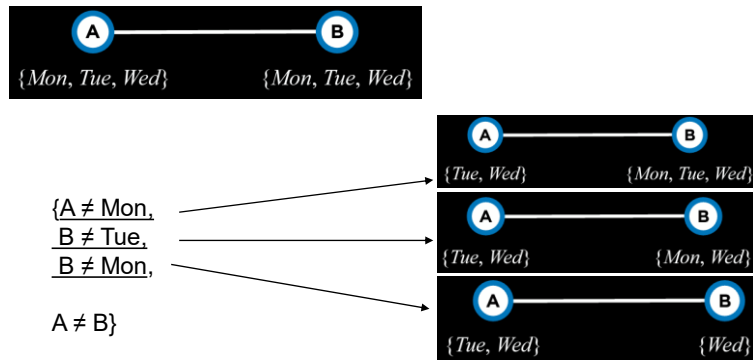 A B
{Mon, Tue, Wed} {Mon, Tue, Wed}
A B
{Tue, Wed} {Mon, Tue, Wed}
{A ≠ Mon,
B ≠ Tue,
B ≠ Mon,
A ≠ B}
A B
{Tue, Wed} {Mon, Wed}
A B
{Tue, Wed} {Wed}